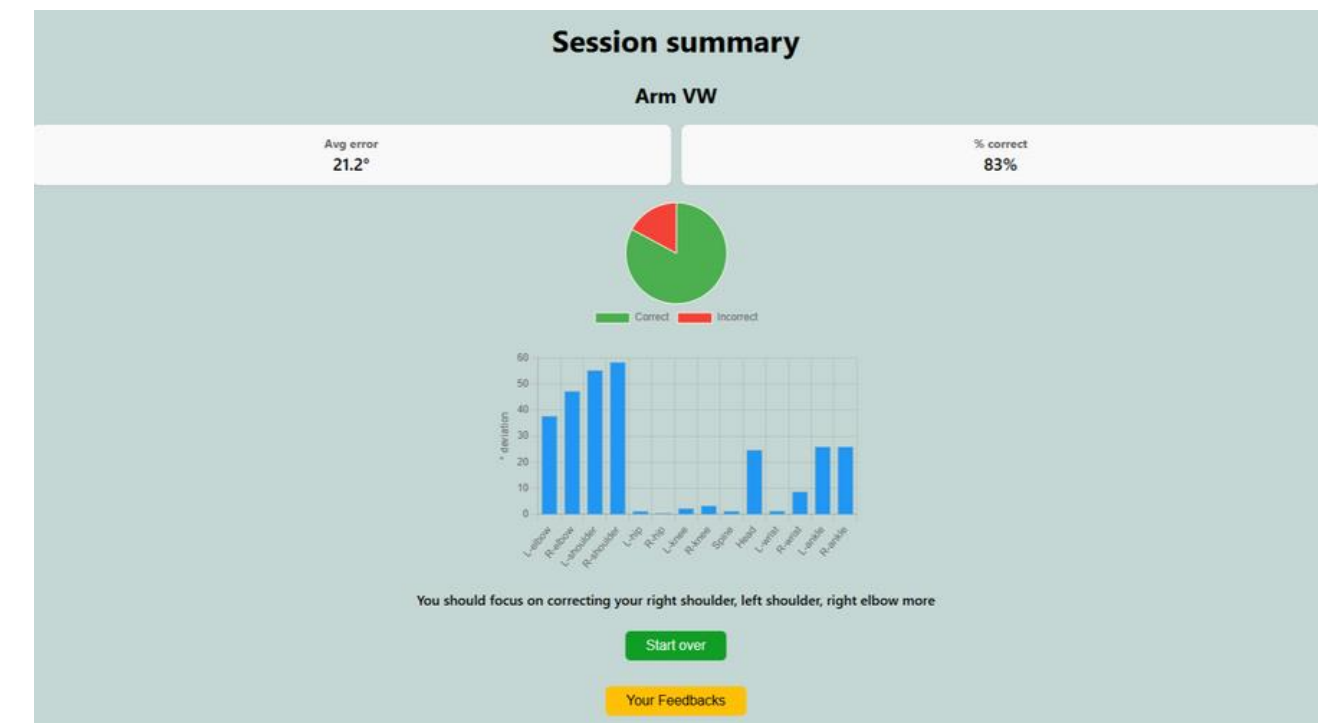 Session summary
Arm VW
Avg error
21.2°
% correct
83%
Correct Incorrect
60
50
40
30
20
10
0
° deviation
L-elbow
R-elbow
L-shoulder
R-shoulder
L-hip
R-hip
L-knee
R-knee
Spine
Head
L-wrist
R-wrist
L-ankle
R-ankle
You should focus on correcting your right shoulder, left shoulder, right elbow more
Start over
Your Feedbacks